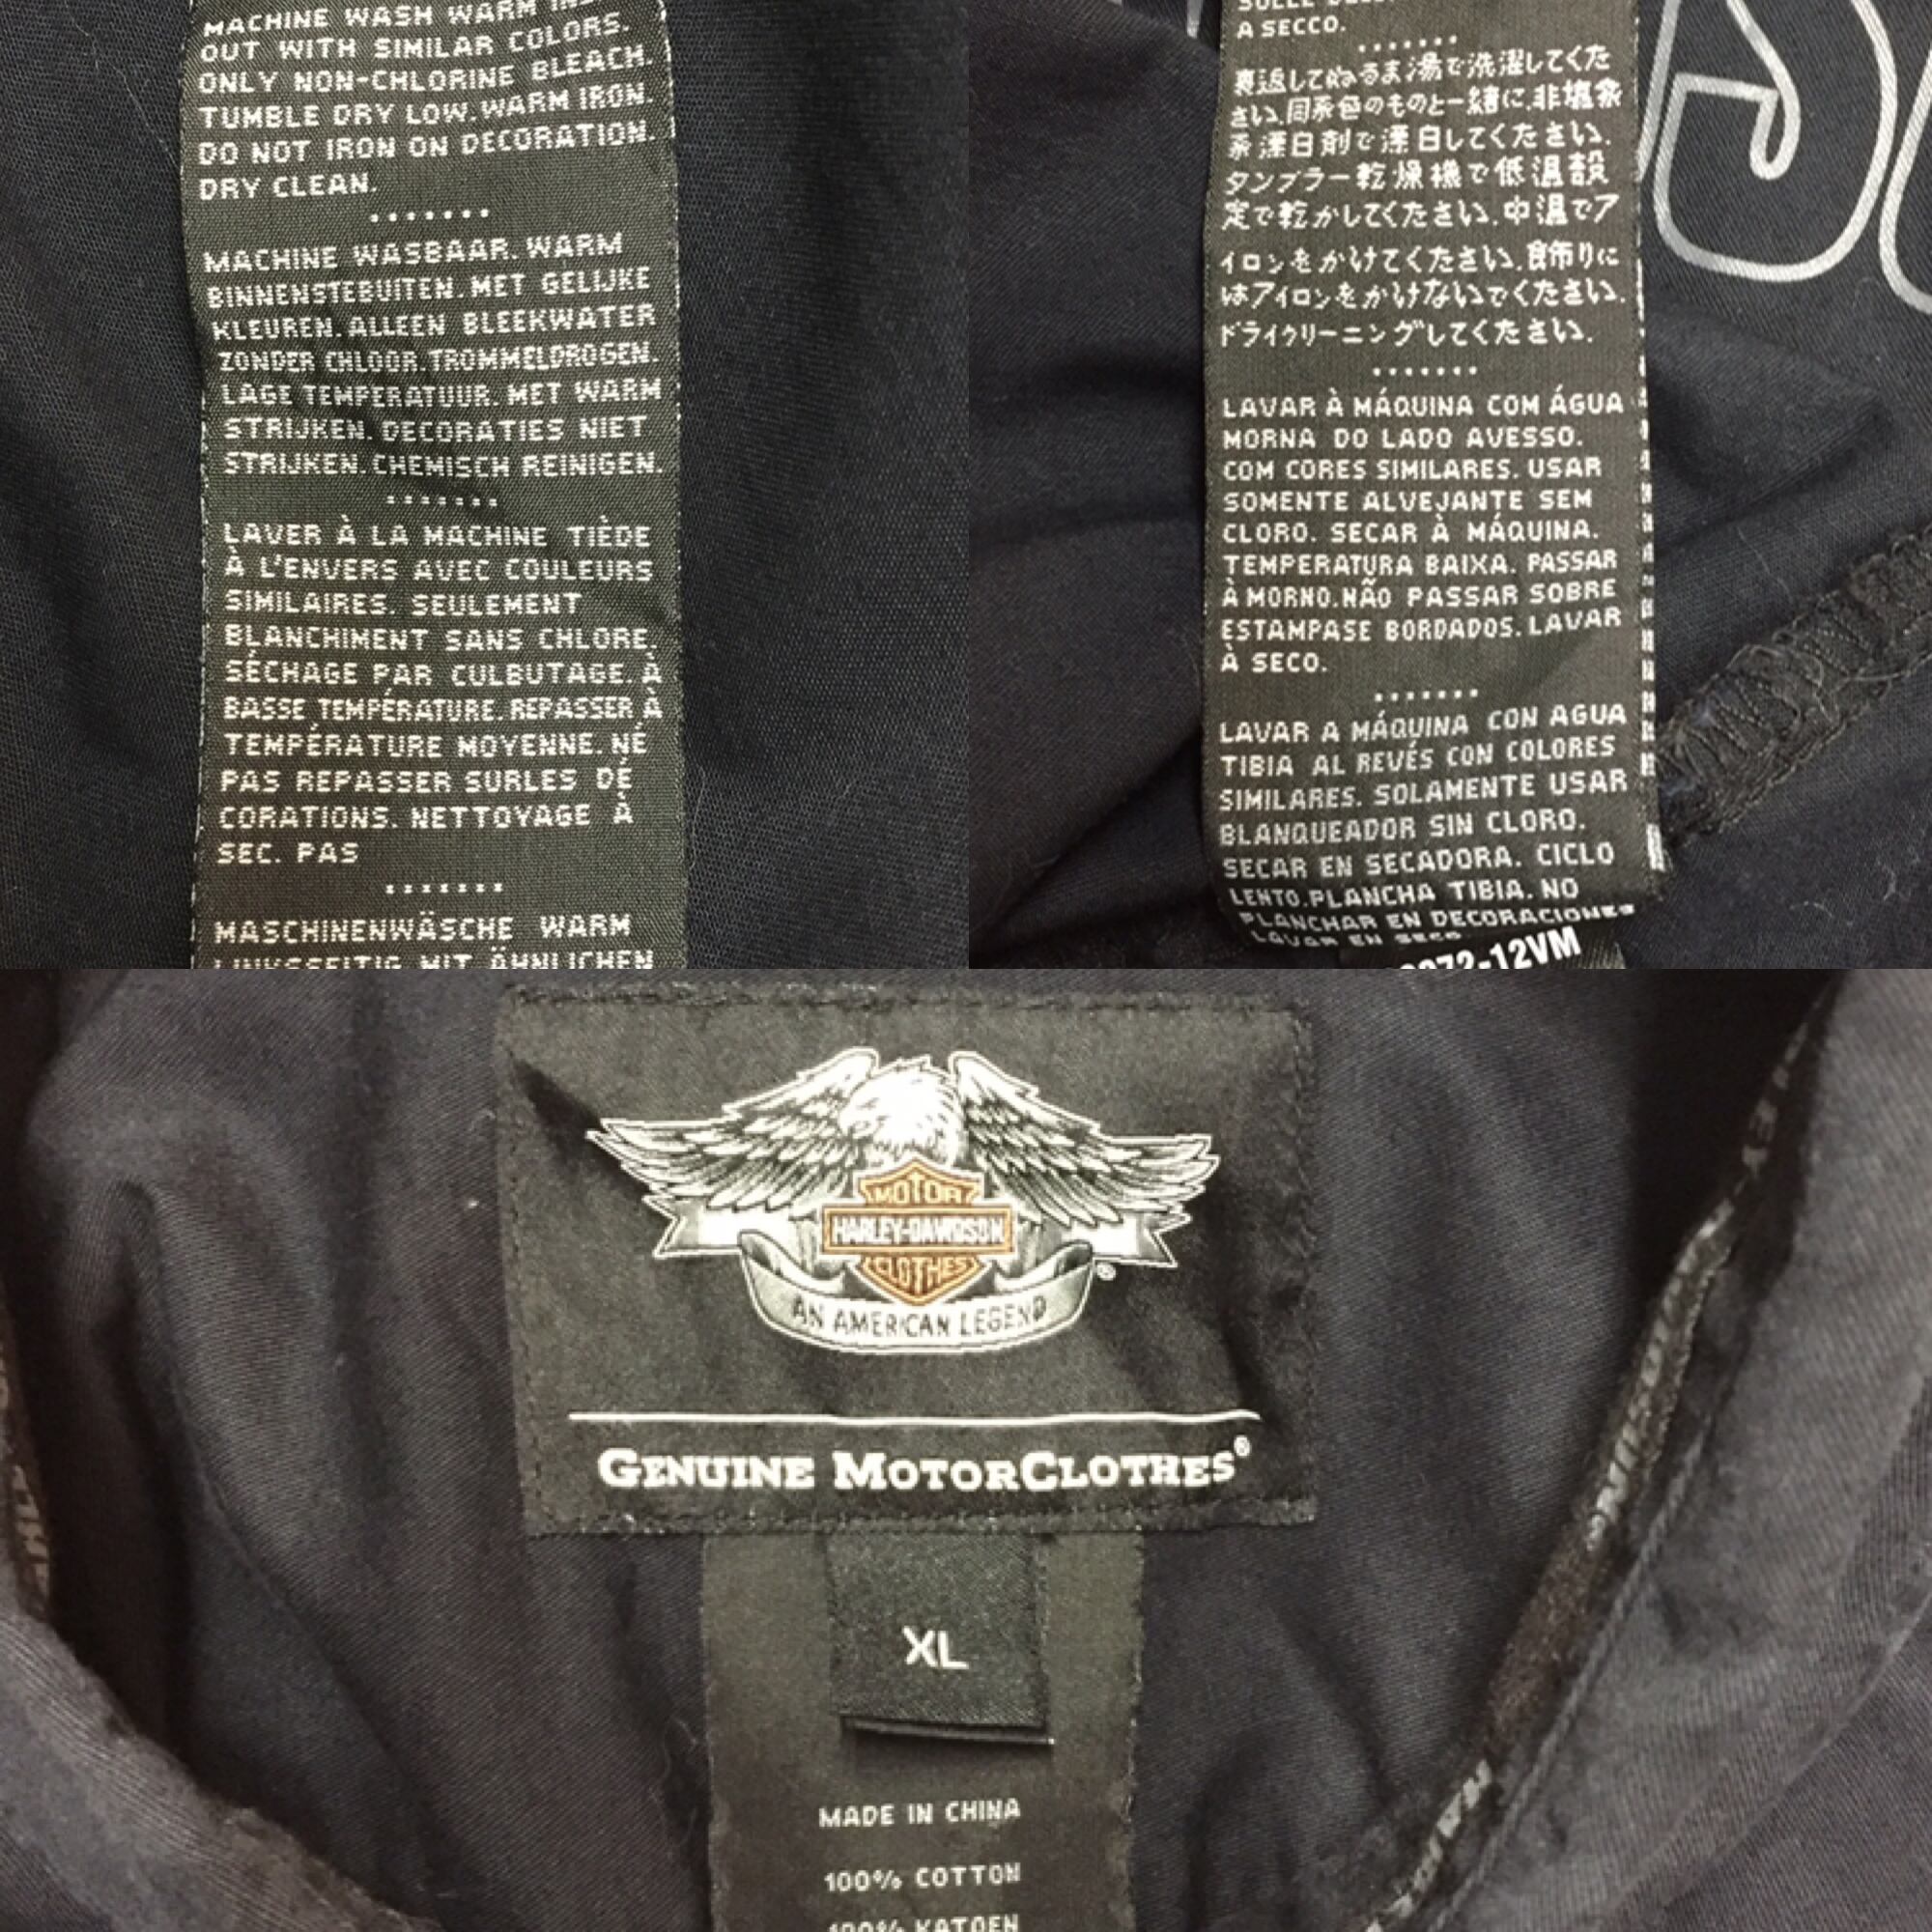 MACHINE WASH WARM
OUT WITH SIMILAR COLORS.
ONLY NON-CHLORINE BLEACH.
TUMBLE DRY LOW. WARM IRON.
DO NOT IRON ON DECORATION.
DRY CLEAN.
MACHINE WASBAAR. WARM
BINNENSTEBUITEN. MET GELIJKE
KLEUREN. ALLEEN BLEEKWATER
ZONDER CHLOOR. TROMMELDROGEN.
LAGE TEMPERATUUR. MET WARM
STRIJKEN. DECORATIES NIET
STRIJKEN. CHEMISCH REINIGEN.
LAVER À LA MACHINE TIÈDE
À L'ENVERS AVEC COULEURS
SIMILAIRES. SEULEMENT
BLANCHIMENT SANS CHLORE.
SÉCHAGE PAR CULBUTAGE. À
BASSE TEMPÉRATURE. REPASSER À
TEMPÉRATURE MOYENNE. NE
PAS REPASSER SURLES DÉ
CORATIONS. NETTOYAGE À
SEC. PAS
MASCHINENWÄSCHE WARM
LINKSSEITIG MIT ÄHNLICHEN
A SECCO.
裏返してぬるま湯で洗濯してくだ
さい.同系色のものと一緒に.非塩素
系漂白剤で漂白してください.
タンブラー乾燥機で低温設
定で乾かしてください.中温でア
イロンをかけてください.飾りに
はアイロンをかけないでください.
ドライクリーニングしてください.
LAVAR À MÁQUINA COM ÁGUA
MORNA DO LADO AVESSO.
COM CORES SIMILARES. USAR
SOMENTE ALVEJANTE SEM
CLORO. SECAR À MÁQUINA.
TEMPERATURA BAIXA. PASSAR
À MORNO. NÃO PASSAR SOBRE
ESTAMPASE BORDADOS. LAVAR
À SECO.
LAVAR A MÁQUINA CON AGUA
TIBIA AL REVÉS CON COLORES
SIMILARES. SOLAMENTE USAR
BLANQUEADOR SIN CLORO.
SECAR EN SECADORA. CICLO
LENTO. PLANCHA TIBIA. NO
PLANCHAR EN DECORACIONES
LAVAR EN SECO
-12VM
MOTOR
HARLEY-DAVIDSON
CLOTHES
®
AN AMERICAN LEGEND
GENUINE MOTORCLOTHES®
XL
MADE IN CHINA
100% COTTON
100% KATOEN